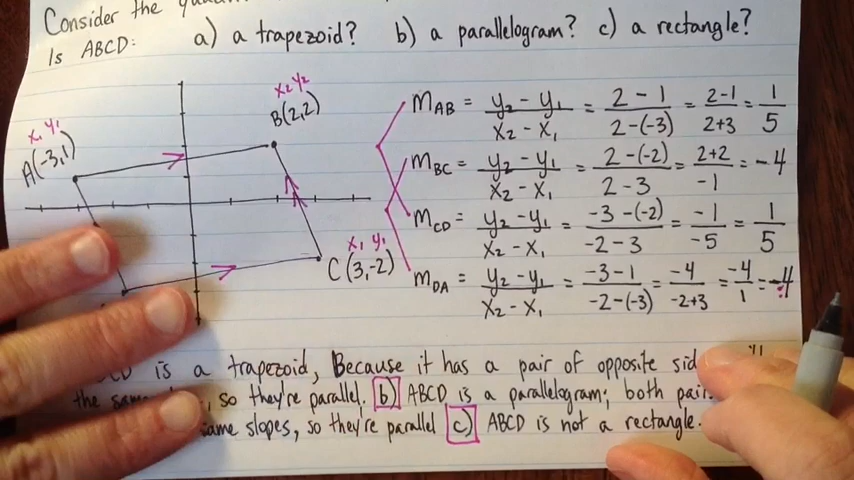 Consider the
Is ABCD: a) a trapezoid? b) a parallelogram? c) a rectangle?
x₁ y₁
A(-3,1)
x₂ y₂
B(2,2)
x₁ y₁
C(3,-2)
m_AB = y₂-y₁/x₂-x₁ = 2-1/2-(-3) = 2-1/2+3 = 1/5
m_BC = y₂-y₁/x₂-x₁ = 2-(-2)/2-3 = 2+2/-1 = -4
m_CD = y₂-y₁/x₂-x₁ = -3-(-2)/-2-3 = -1/-5 = 1/5
m_DA = y₂-y₁/x₂-x₁ = -3-1/-2-(-3) = -4/-2+3 = -4/1 = -4
is a trapezoid, Because it has a pair of opposite
the same, so they're parallel. b) ABCD is a parallelogram; both
same slopes, so they're parallel c) ABCD is not a rectangle.